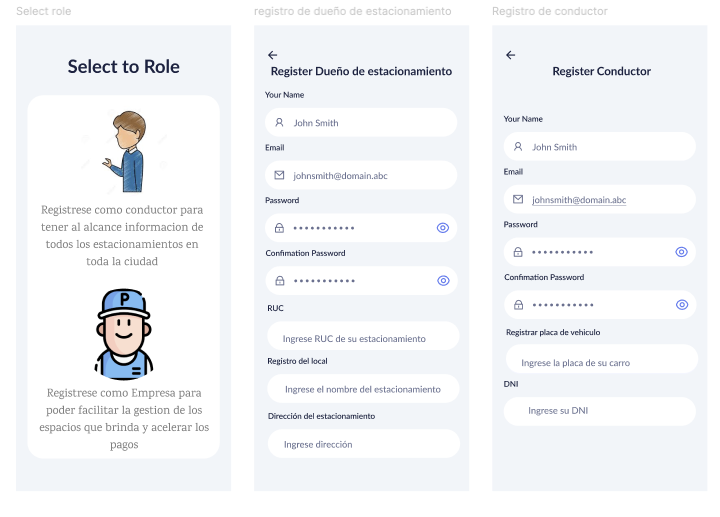 Select role
Select to Role
Registrese como conductor para
tener al alcance informacion de
todos los estacionamientos en
toda la ciudad
P
Registrese como Empresa para
poder facilitar la gestion de los
espacios que brinda y acelerar los
pagos
registro de dueño de estacionamiento
Register Dueño de estacionamiento
Your Name
John Smith
Email
johnsmith@domain.abc
Password
•••••••••••
Confimation Password
•••••••••••
RUC
Ingrese RUC de su estacionamiento
Registro del local
Ingrese el nombre del estacionamiento
Dirección del estacionamiento
Ingrese dirección
Registro de conductor
Register Conductor
Your Name
John Smith
Email
johnsmith@domain.abc
Password
•••••••••••
Confimation Password
•••••••••••
Registrar placa de vehiculo
Ingrese la placa de su carro
DNI
Ingrese su DNI